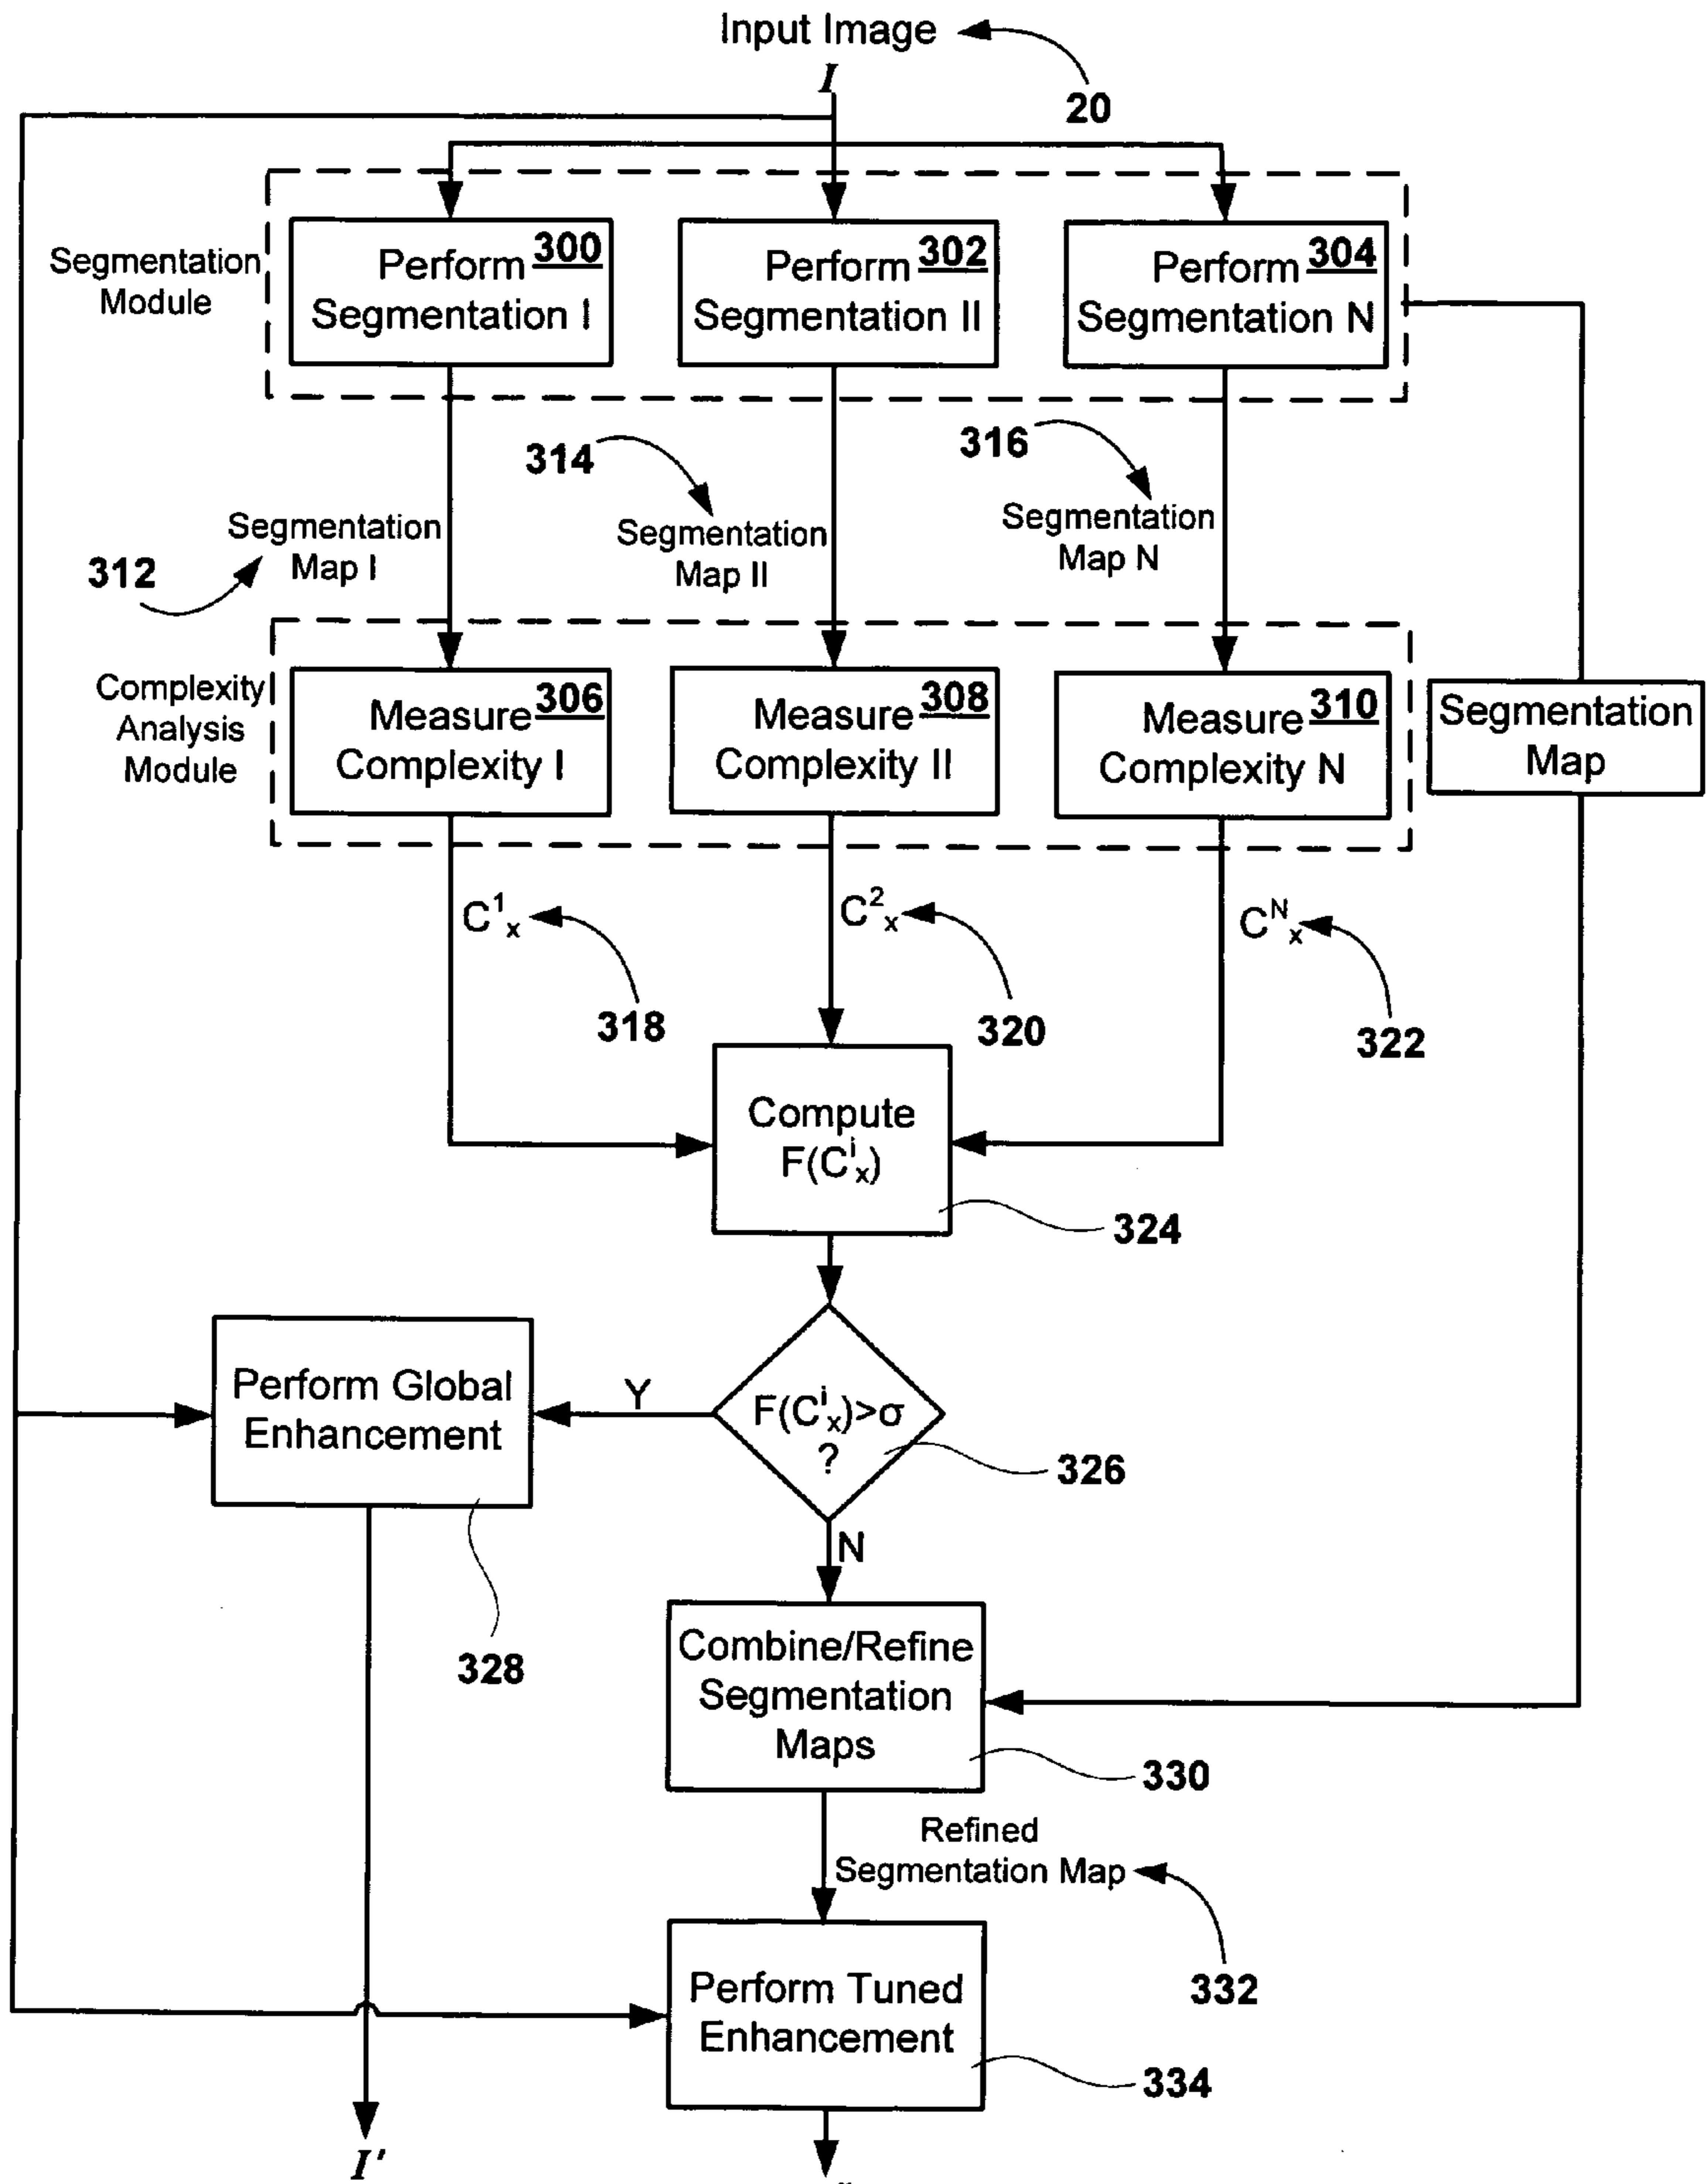 Input Image
I
20
Segmentation
Module
Perform 300
Segmentation I
Perform 302
Segmentation II
Perform 304
Segmentation N
314
316
312
Segmentation
Map I
Segmentation
Map II
Segmentation
Map N
Complexity
Analysis
Module
Measure 306
Complexity I
Measure 308
Complexity II
Measure 310
Complexity N
Segmentation
Map
C¹ₓ
C²ₓ
Cᴺₓ
318
320
322
Compute
F(Cⁱₓ)
324
Perform Global
Enhancement
Y
F(Cⁱₓ)>σ
?
326
N
328
Combine/Refine
Segmentation
Maps
330
Refined
Segmentation Map
332
Perform Tuned
Enhancement
334
I'